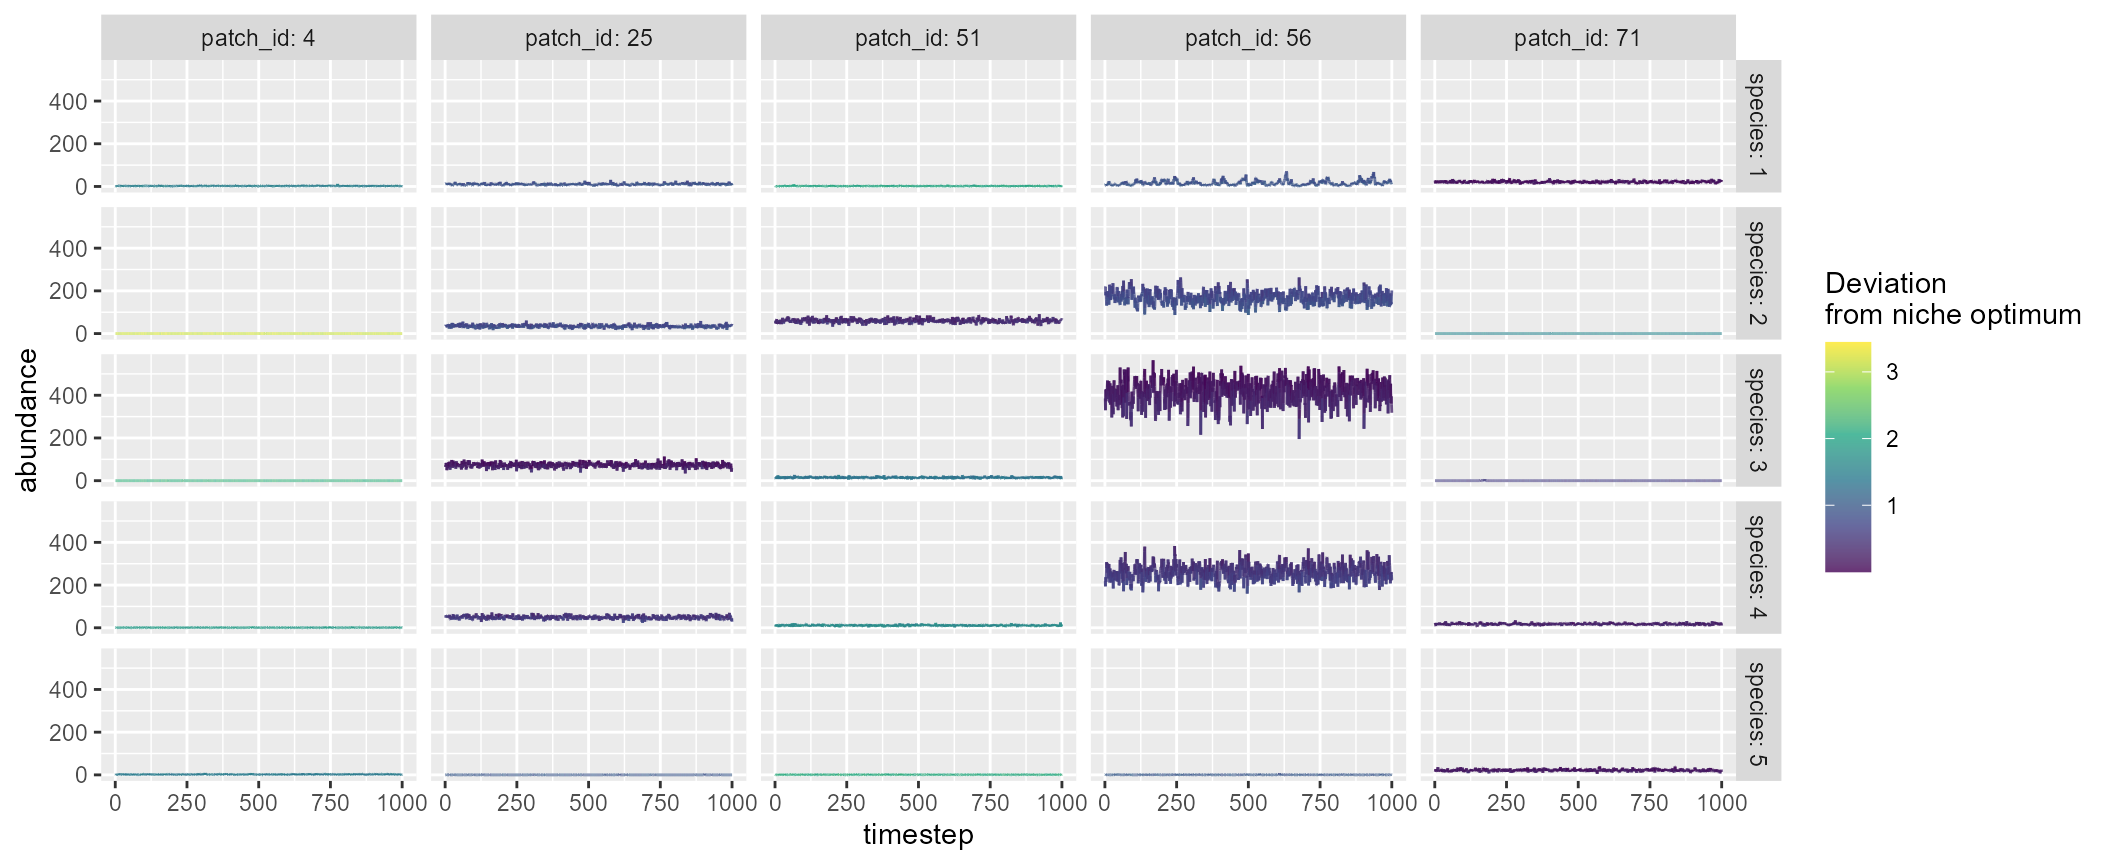 patch_id: 4 patch_id: 25 patch_id: 51 patch_id: 56 patch_id: 71
400
200
0
species: 1
400
200
0
species: 2
400
200
0
species: 3
400
200
0
species: 4
400
200
0
species: 5
0 250 500 750 1000 0 250 500 750 1000 0 250 500 750 1000 0 250 500 750 1000 0 250 500 750 1000
timestep
abundance
Deviation
from niche optimum
3
2
1